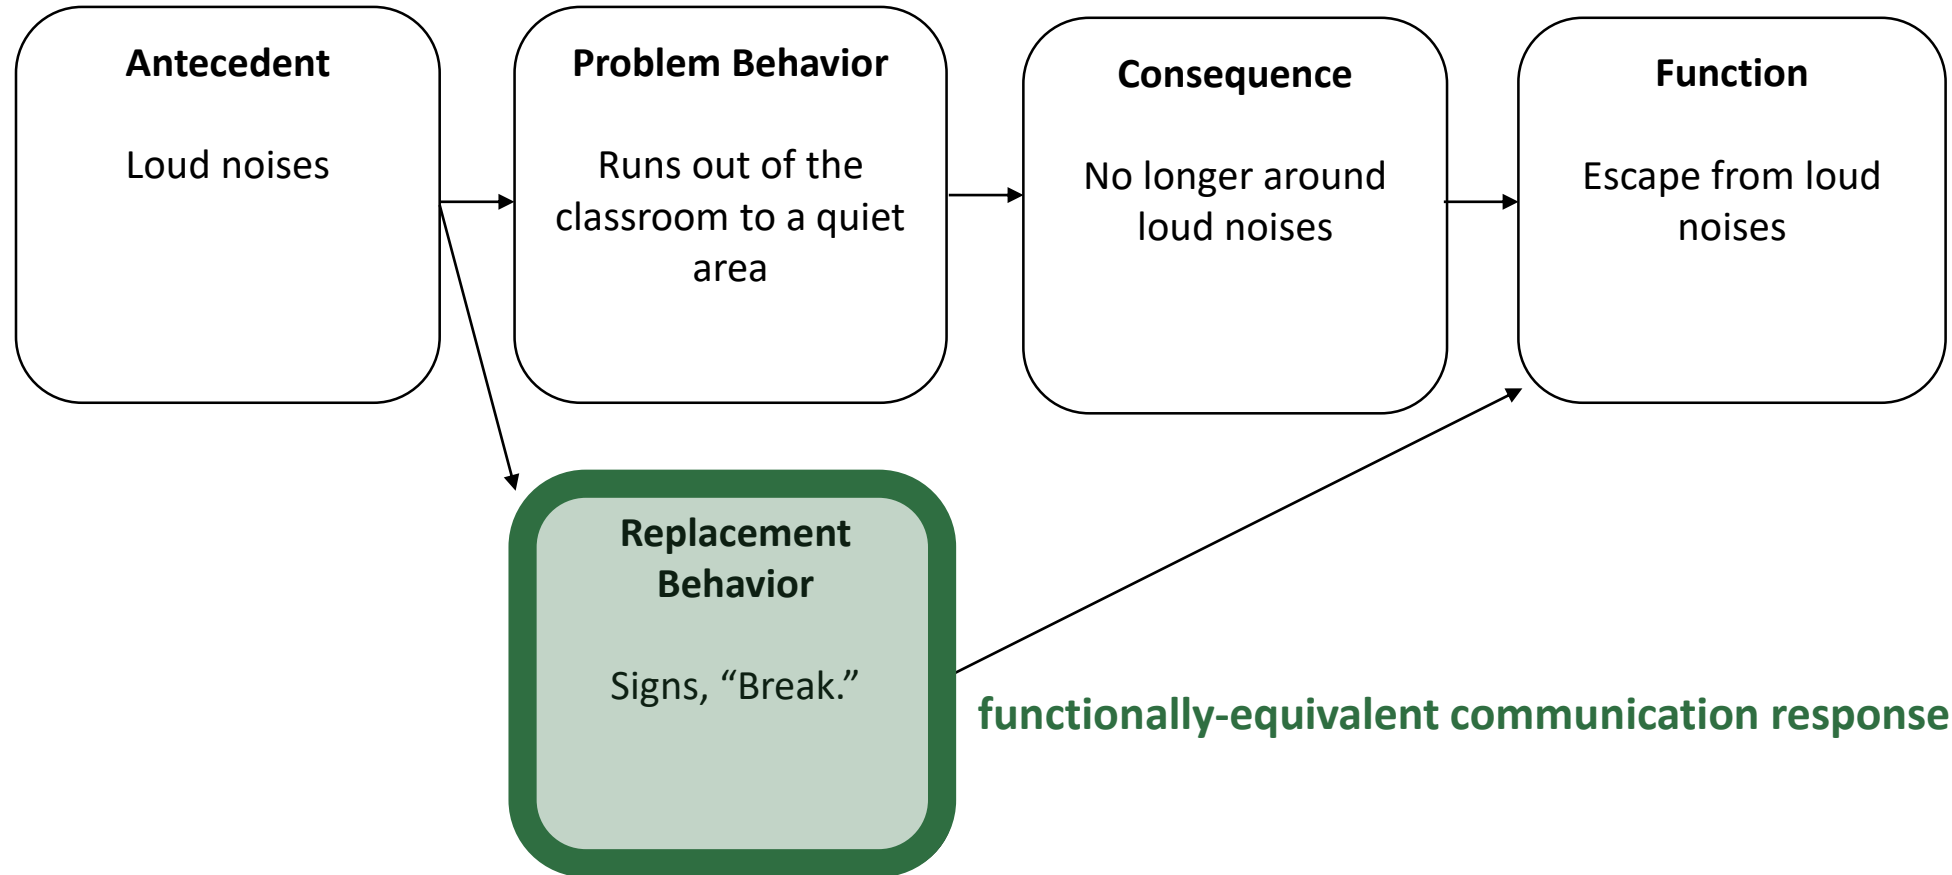 Antecedent
Loud noises
Problem Behavior
Runs out of the
classroom to a quiet
area
Consequence
No longer around
loud noises
Function
Escape from loud
noises
Replacement
Behavior
Signs, “Break.”
functionally-equivalent communication response